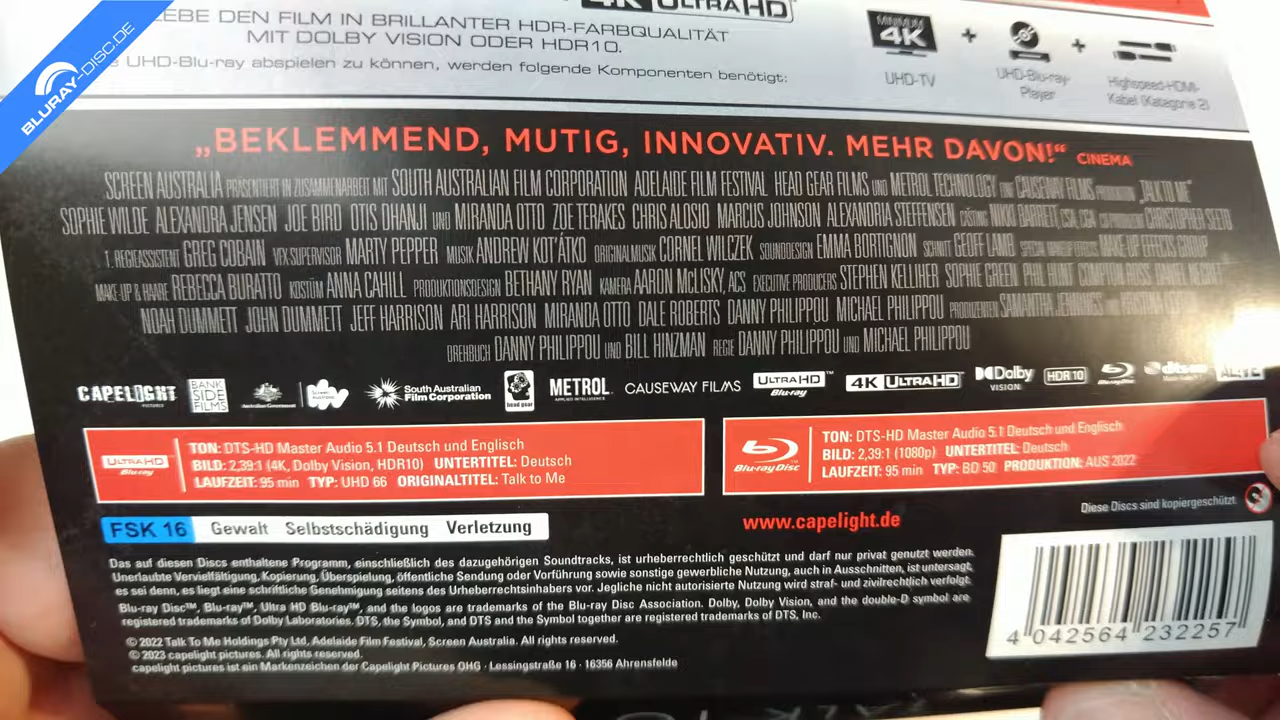 BLURAY-DISC.DE
4K ULTRA HD
EBE DEN FILM IN BRILLANTER HDR-FARBQUALITÄT
MIT DOLBY VISION ODER HDR10.
UHD-Blu-ray abspielen zu können, werden folgende Komponenten benötigt:
MINIMUM 4K + +
UHD-TV UHD-Blu-ray-Player Highspeed-HDMI-Kabel (Kategorie 2)
„BEKLEMMEND, MUTIG, INNOVATIV. MEHR DAVON!“ CINEMA
SCREEN AUSTRALIA PRÄSENTIERT IN ZUSAMMENARBEIT MIT SOUTH AUSTRALIAN FILM CORPORATION ADELAIDE FILM FESTIVAL HEAD GEAR FILMS UND METROL TECHNOLOGY EINE CAUSEWAY FILMS „TALK TO ME“
SOPHIE WILDE ALEXANDRA JENSEN JOE BIRD OTIS DHANJI UND MIRANDA OTTO ZOE TERAKES CHRIS ALOSIO MARCUS JOHNSON ALEXANDRIA STEFFENSEN CASTING NIKKI BARRETT, CSA, CGA CHRISTOPHER SEITO
1. REGIEASSISTENT GREG COBAIN VFX SUPERVISOR MARTY PEPPER MUSIK ANDREW KOT'ÁTKO ORIGINALMUSIK CORNEL WILCZEK SOUNDDESIGN EMMA BORTIGNON SCHNITT GEOFF LAMB MAKE-UP EFFECTS GROUP
MAKE-UP & HAARE REBECCA BURATTO KOSTÜM ANNA CAHILL PRODUKTIONSDESIGN BETHANY RYAN KAMERA AARON McLISKY, ACS EXECUTIVE PRODUCERS STEPHEN KELLIHER SOPHIE GREEN PHIL HUNT COMPTON ROSS DANIEL NEGRET
NOAH DUMMETT JOHN DUMMETT JEFF HARRISON ARI HARRISON MIRANDA OTTO DALE ROBERTS DANNY PHILIPPOU MICHAEL PHILIPPOU PRODUZENTEN SAMANTHA JENNINGS
DREHBUCH DANNY PHILIPPOU UND BILL HINZMAN REGIE DANNY PHILIPPOU UND MICHAEL PHILIPPOU
CAPELIGHT PICTURES BANK SIDE FILMS Australian Government Screen Australia South Australian Film Corporation head gear METROL APPLIED INTELLIGENCE CAUSEWAY FILMS ULTRA HD Blu-ray 4K ULTRA HD Dolby VISION HDR10 Blu-ray Disc dts-HD
ULTRA HD Blu-ray
TON: DTS-HD Master Audio 5.1 Deutsch und Englisch
BILD: 2,39:1 (4K, Dolby Vision, HDR10) UNTERTITEL: Deutsch
LAUFZEIT: 95 min TYP: UHD 66 ORIGINALTITEL: Talk to Me
Blu-ray Disc
TON: DTS-HD Master Audio 5.1 Deutsch und Englisch
BILD: 2,39:1 (1080p) UNTERTITEL: Deutsch
LAUFZEIT: 95 min TYP: BD 50 PRODUKTION: AUS 2022
Diese Discs sind kopiergeschützt.
FSK 16 Gewalt Selbstschädigung Verletzung
www.capelight.de
Das auf diesen Discs enthaltene Programm, einschließlich des dazugehörigen Soundtracks, ist urheberrechtlich geschützt und darf nur privat genutzt werden.
Unerlaubte Vervielfältigung, Kopierung, Überspielung, öffentliche Sendung oder Vorführung sowie sonstige gewerbliche Nutzung, auch in Ausschnitten, ist untersagt,
es sei denn, es liegt eine schriftliche Genehmigung seitens des Urheberrechtsinhabers vor. Jegliche nicht autorisierte Nutzung wird straf- und zivilrechtlich verfolgt.
Blu-ray Disc™, Blu-ray™, Ultra HD Blu-ray™, and the logos are trademarks of the Blu-ray Disc Association. Dolby, Dolby Vision, and the double-D symbol are
registered trademarks of Dolby Laboratories. DTS, the Symbol, and DTS and the Symbol together are registered trademarks of DTS, Inc.
© 2022 Talk To Me Holdings Pty Ltd, Adelaide Film Festival, Screen Australia. All rights reserved.
© 2023 capelight pictures. All rights reserved.
capelight pictures ist ein Markenzeichen der Capelight Pictures OHG · Lessingstraße 16 · 16356 Ahrensfelde
4 042564 232257